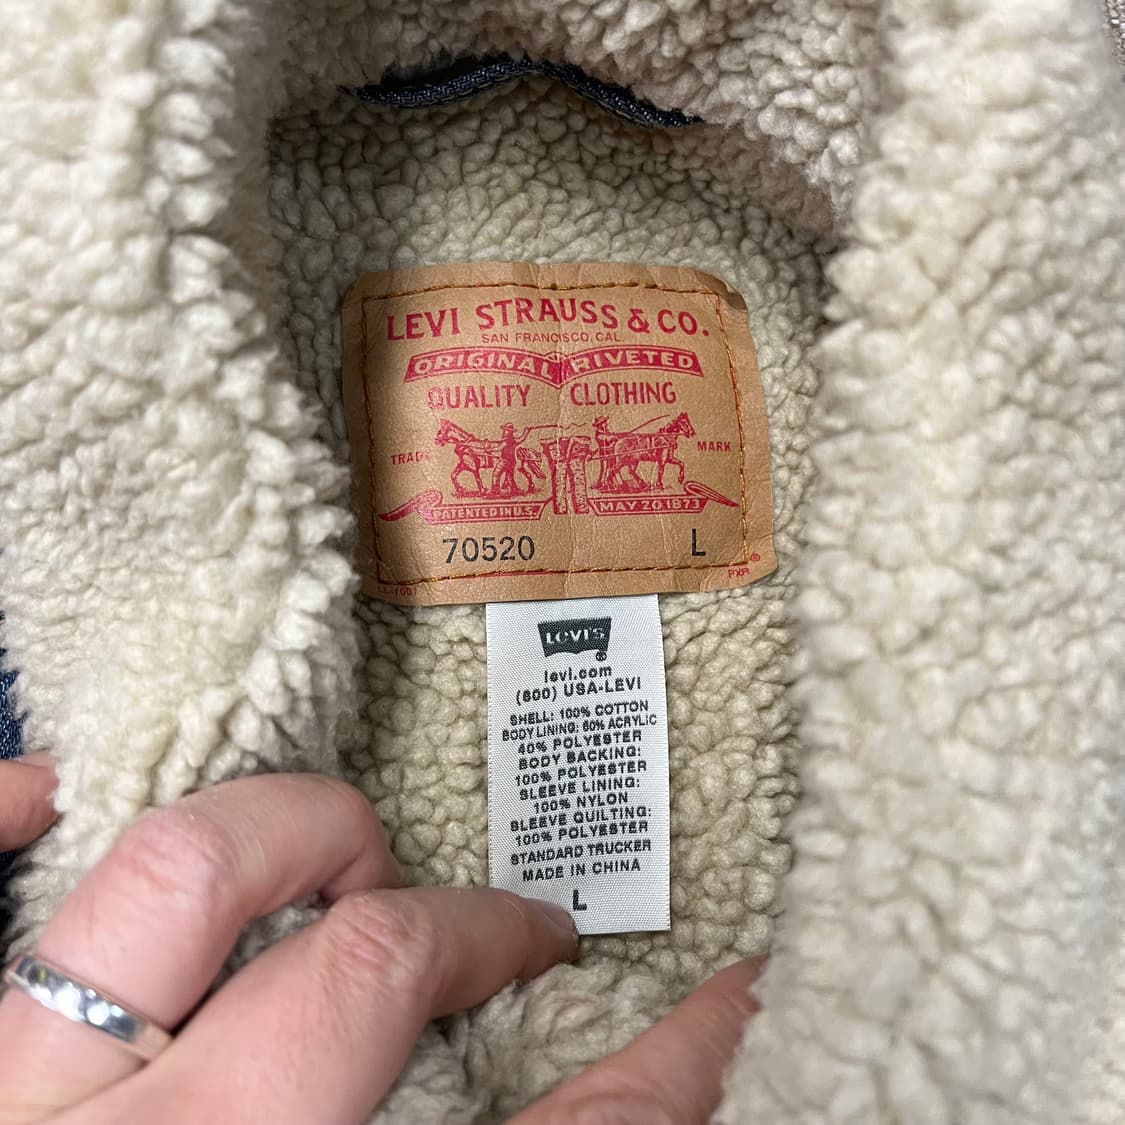 LEVI STRAUSS & CO.
SAN FRANCISCO, CAL
ORIGINAL RIVETED
QUALITY CLOTHING
TRADE MARK
PATENTED IN U.S. MAY 20 1873
70520 L
PXR®
LEVI'S®
levi.com
(800) USA-LEVI
SHELL: 100% COTTON
BODY LINING: 60% ACRYLIC
40% POLYESTER
BODY BACKING:
100% POLYESTER
SLEEVE LINING:
100% NYLON
SLEEVE QUILTING:
100% POLYESTER
STANDARD TRUCKER
MADE IN CHINA
L